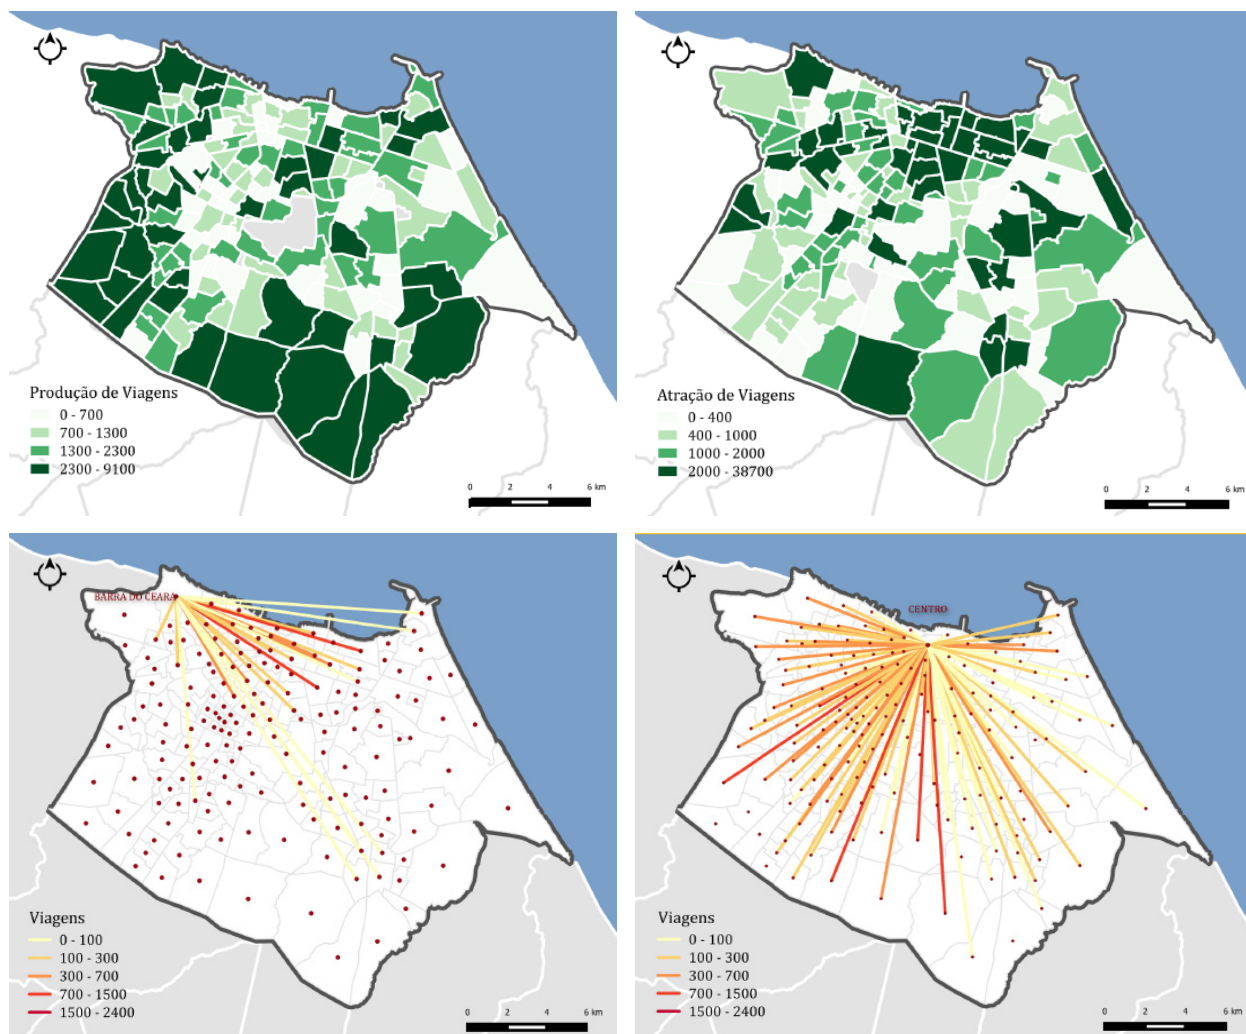 Produção de Viagens
0 - 700
700 - 1300
1300 - 2300
2300 - 9100
0 2 4 6 km
Atração de Viagens
0 - 400
400 - 1000
1000 - 2000
2000 - 38700
0 2 4 6 km
BARRA DO CEARA
Viagens
0 - 100
100 - 300
300 - 700
700 - 1500
1500 - 2400
0 2 4 6 km
CENTRO
Viagens
0 - 100
100 - 300
300 - 700
700 - 1500
1500 - 2400
0 2 4 6 km